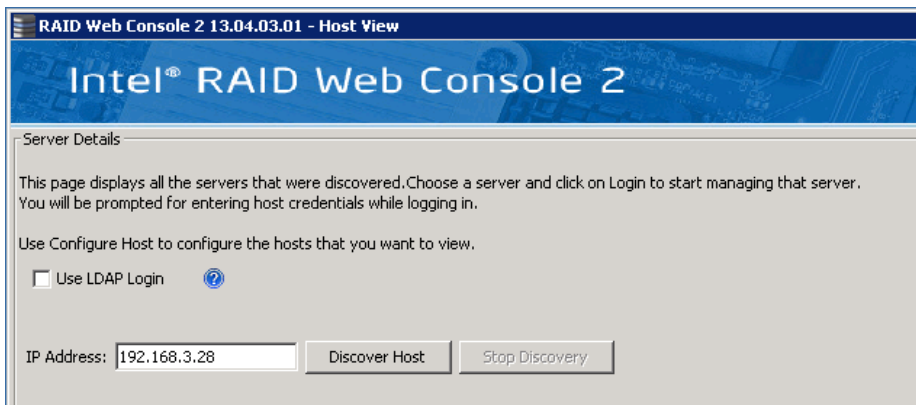 RAID Web Console 2 13.04.03.01 - Host View
Intel® RAID Web Console 2
Server Details
This page displays all the servers that were discovered.Choose a server and click on Login to start managing that server.
You will be prompted for entering host credentials while logging in.
Use Configure Host to configure the hosts that you want to view.
Use LDAP Login ?
IP Address: 192.168.3.28 Discover Host Stop Discovery